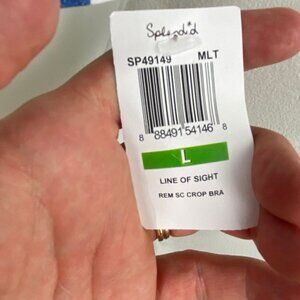 Splendid
SP49149 MLT
8 88491 54146 8
L
LINE OF SIGHT
REM SC CROP BRA